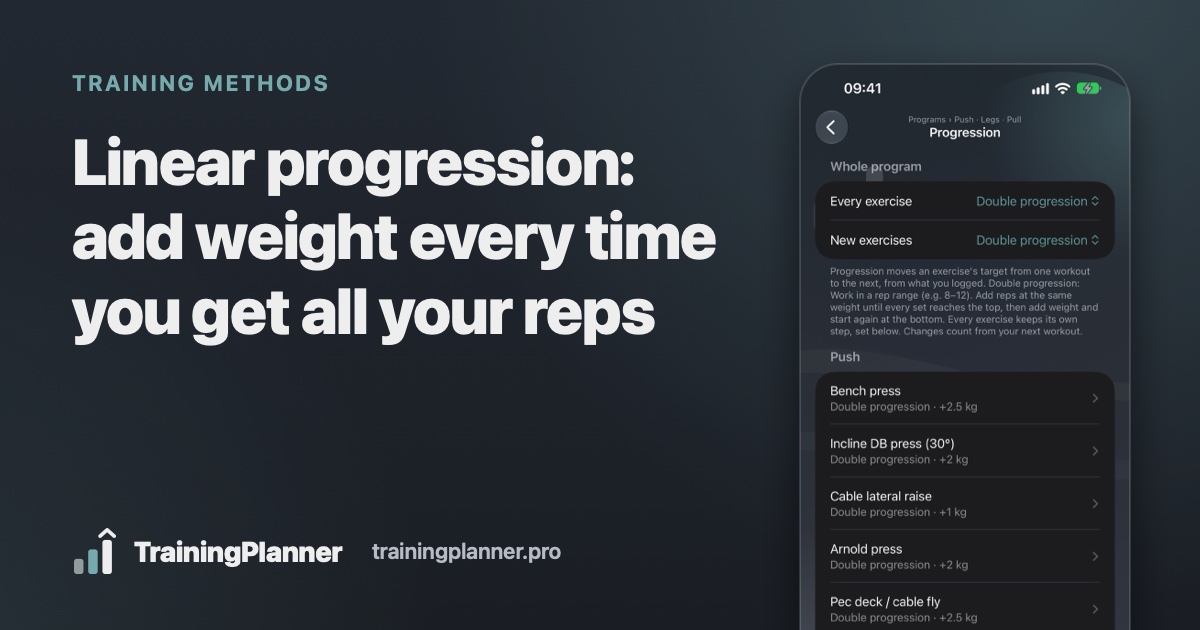 TRAINING METHODS
Linear progression:
add weight every time
you get all your reps
TrainingPlanner
trainingplanner.pro
09:41
Programs › Push · Legs · Pull
Progression
Whole program
Every exercise
Double progression
New exercises
Double progression
Progression moves an exercise's target from one workout
to the next, from what you logged. Double progression:
Work in a rep range (e.g. 8–12). Add reps at the same
weight until every set reaches the top, then add weight and
start again at the bottom. Every exercise keeps its own
step, set below. Changes count from your next workout.
Push
Bench press
Double progression · +2.5 kg
Incline DB press (30°)
Double progression · +2 kg
Cable lateral raise
Double progression · +1 kg
Arnold press
Double progression · +2 kg
Pec deck / cable fly
Double progression · +2.5 kg